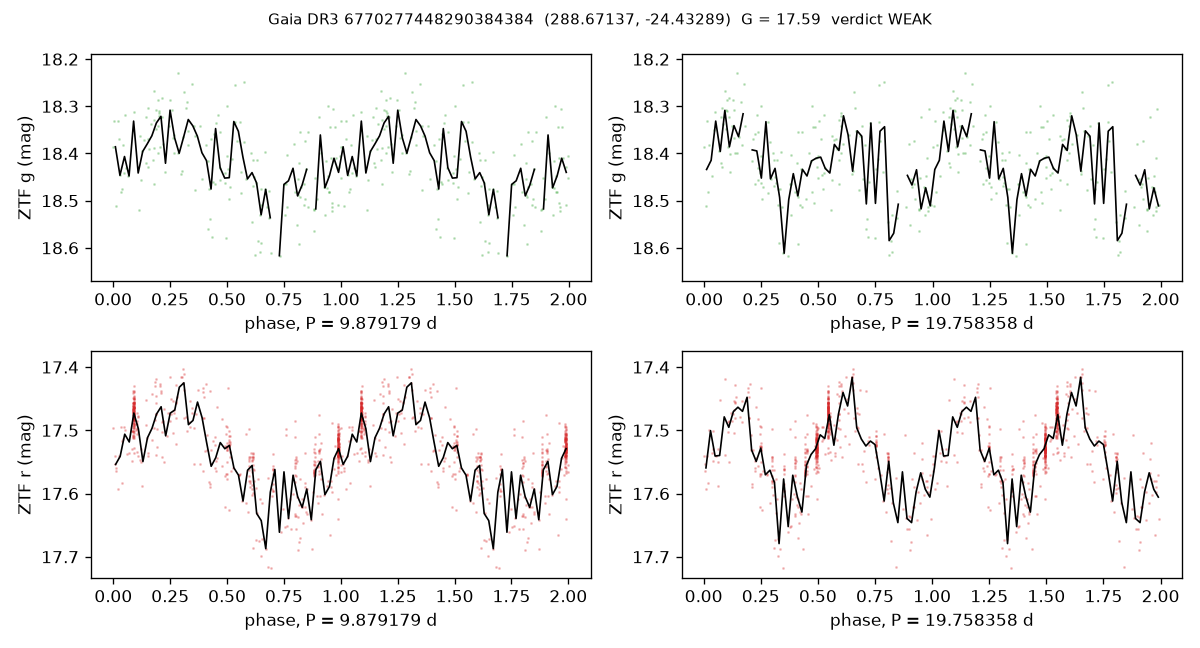 Gaia DR3 6770277448290384384 (288.67137, -24.43289) G = 17.59 verdict WEAK
ZTF g (mag)
18.2
18.3
18.4
18.5
18.6
0.00 0.25 0.50 0.75 1.00 1.25 1.50 1.75 2.00
phase, P = 9.879179 d
ZTF g (mag)
18.2
18.3
18.4
18.5
18.6
0.00 0.25 0.50 0.75 1.00 1.25 1.50 1.75 2.00
phase, P = 19.758358 d
ZTF r (mag)
17.4
17.5
17.6
17.7
0.00 0.25 0.50 0.75 1.00 1.25 1.50 1.75 2.00
phase, P = 9.879179 d
ZTF r (mag)
17.4
17.5
17.6
17.7
0.00 0.25 0.50 0.75 1.00 1.25 1.50 1.75 2.00
phase, P = 19.758358 d